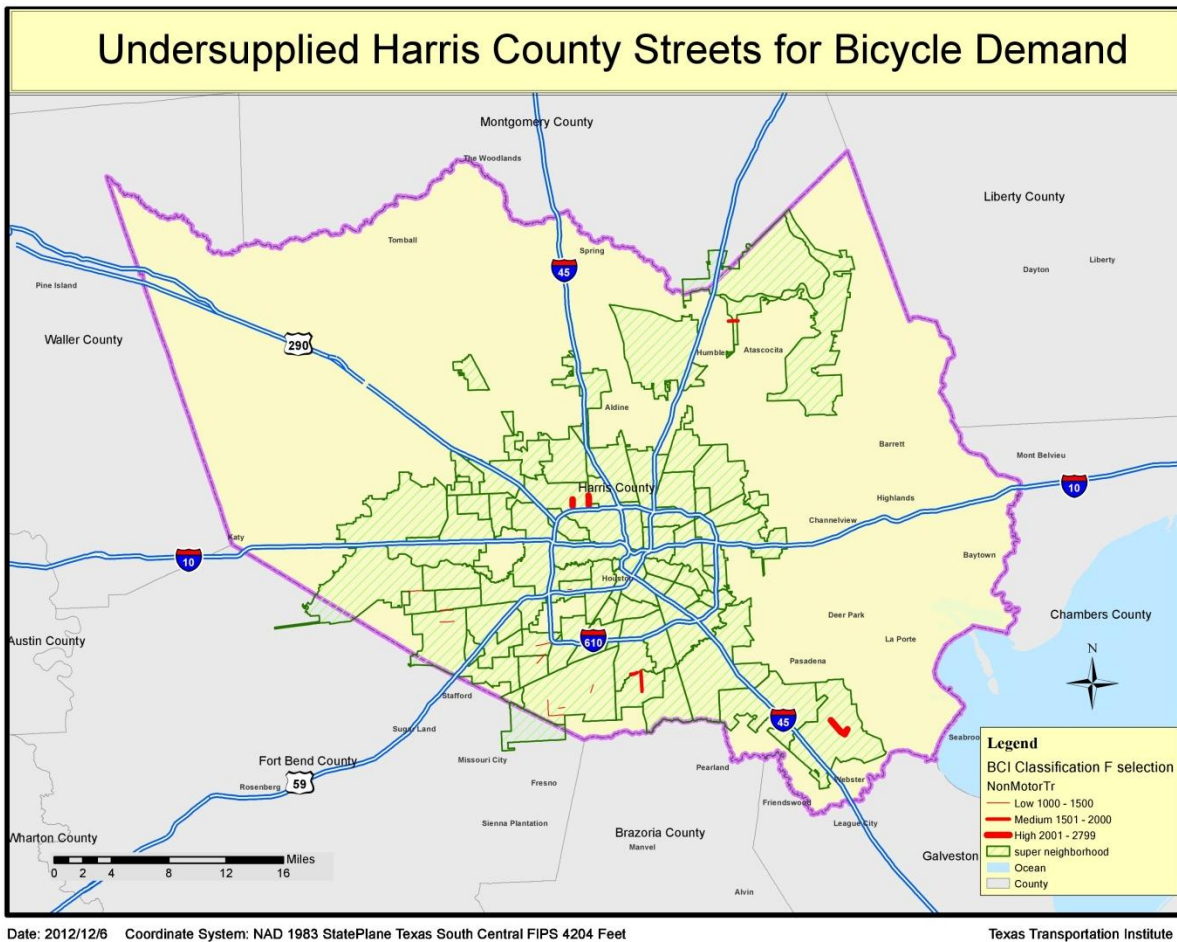 Undersupplied Harris County Streets for Bicycle Demand
Montgomery County
The Woodlands
Liberty County
Tomball
Spring
45
Dayton
Liberty
Pine Island
Waller County
290
Humble
Atascocita
Aldine
Barrett
Mont Belvieu
Harris County
10
Highlands
Channelview
Katy
10
Baytown
Houston
Deer Park
Chambers County
Austin County
610
La Porte
Pasadena
Stafford
45
Sugar Land
Seabroo
Legend
BCI Classification F selection
NonMotorTr
Low 1000 - 1500
Medium 1501 - 2000
High 2001 - 2799
super neighborhood
Ocean
County
Fort Bend County
Missouri City
Pearland
Webster
Rosenberg
59
Fresno
Friendswood
League City
Sienna Plantation
Brazoria County
Wharton County
Manvel
Galveston
Miles
0 2 4 8 12 16
Alvin
Date: 2012/12/6 Coordinate System: NAD 1983 StatePlane Texas South Central FIPS 4204 Feet
Texas Transportation Institute